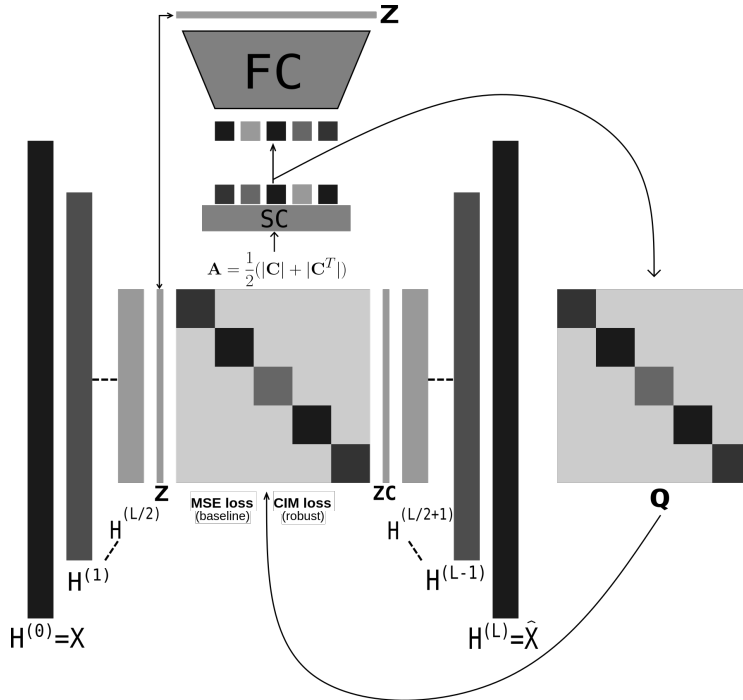 Z
FC
SC
A = 1/2(|C| + |C^T|)
Z
MSE loss
(baseline)
CIM loss
(robust)
ZC
Q
H^(L/2)
H^(L/2+1)
H^(1)
H^(L-1)
H^(0)=X
H^(L)=X̂